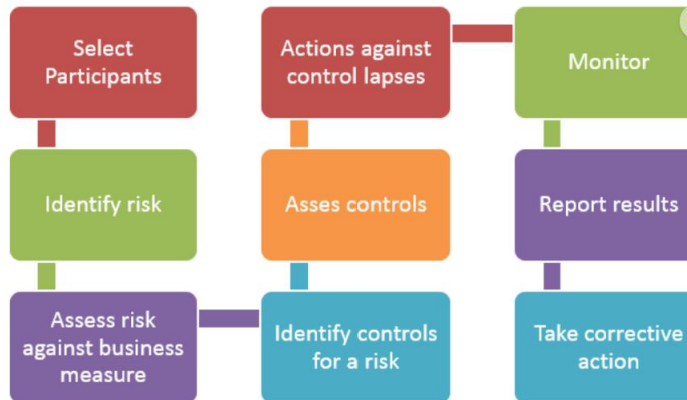 Select
Participants
Identify risk
Assess risk
against business
measure
Identify controls
for a risk
Asses controls
Actions against
control lapses
Monitor
Report results
Take corrective
action